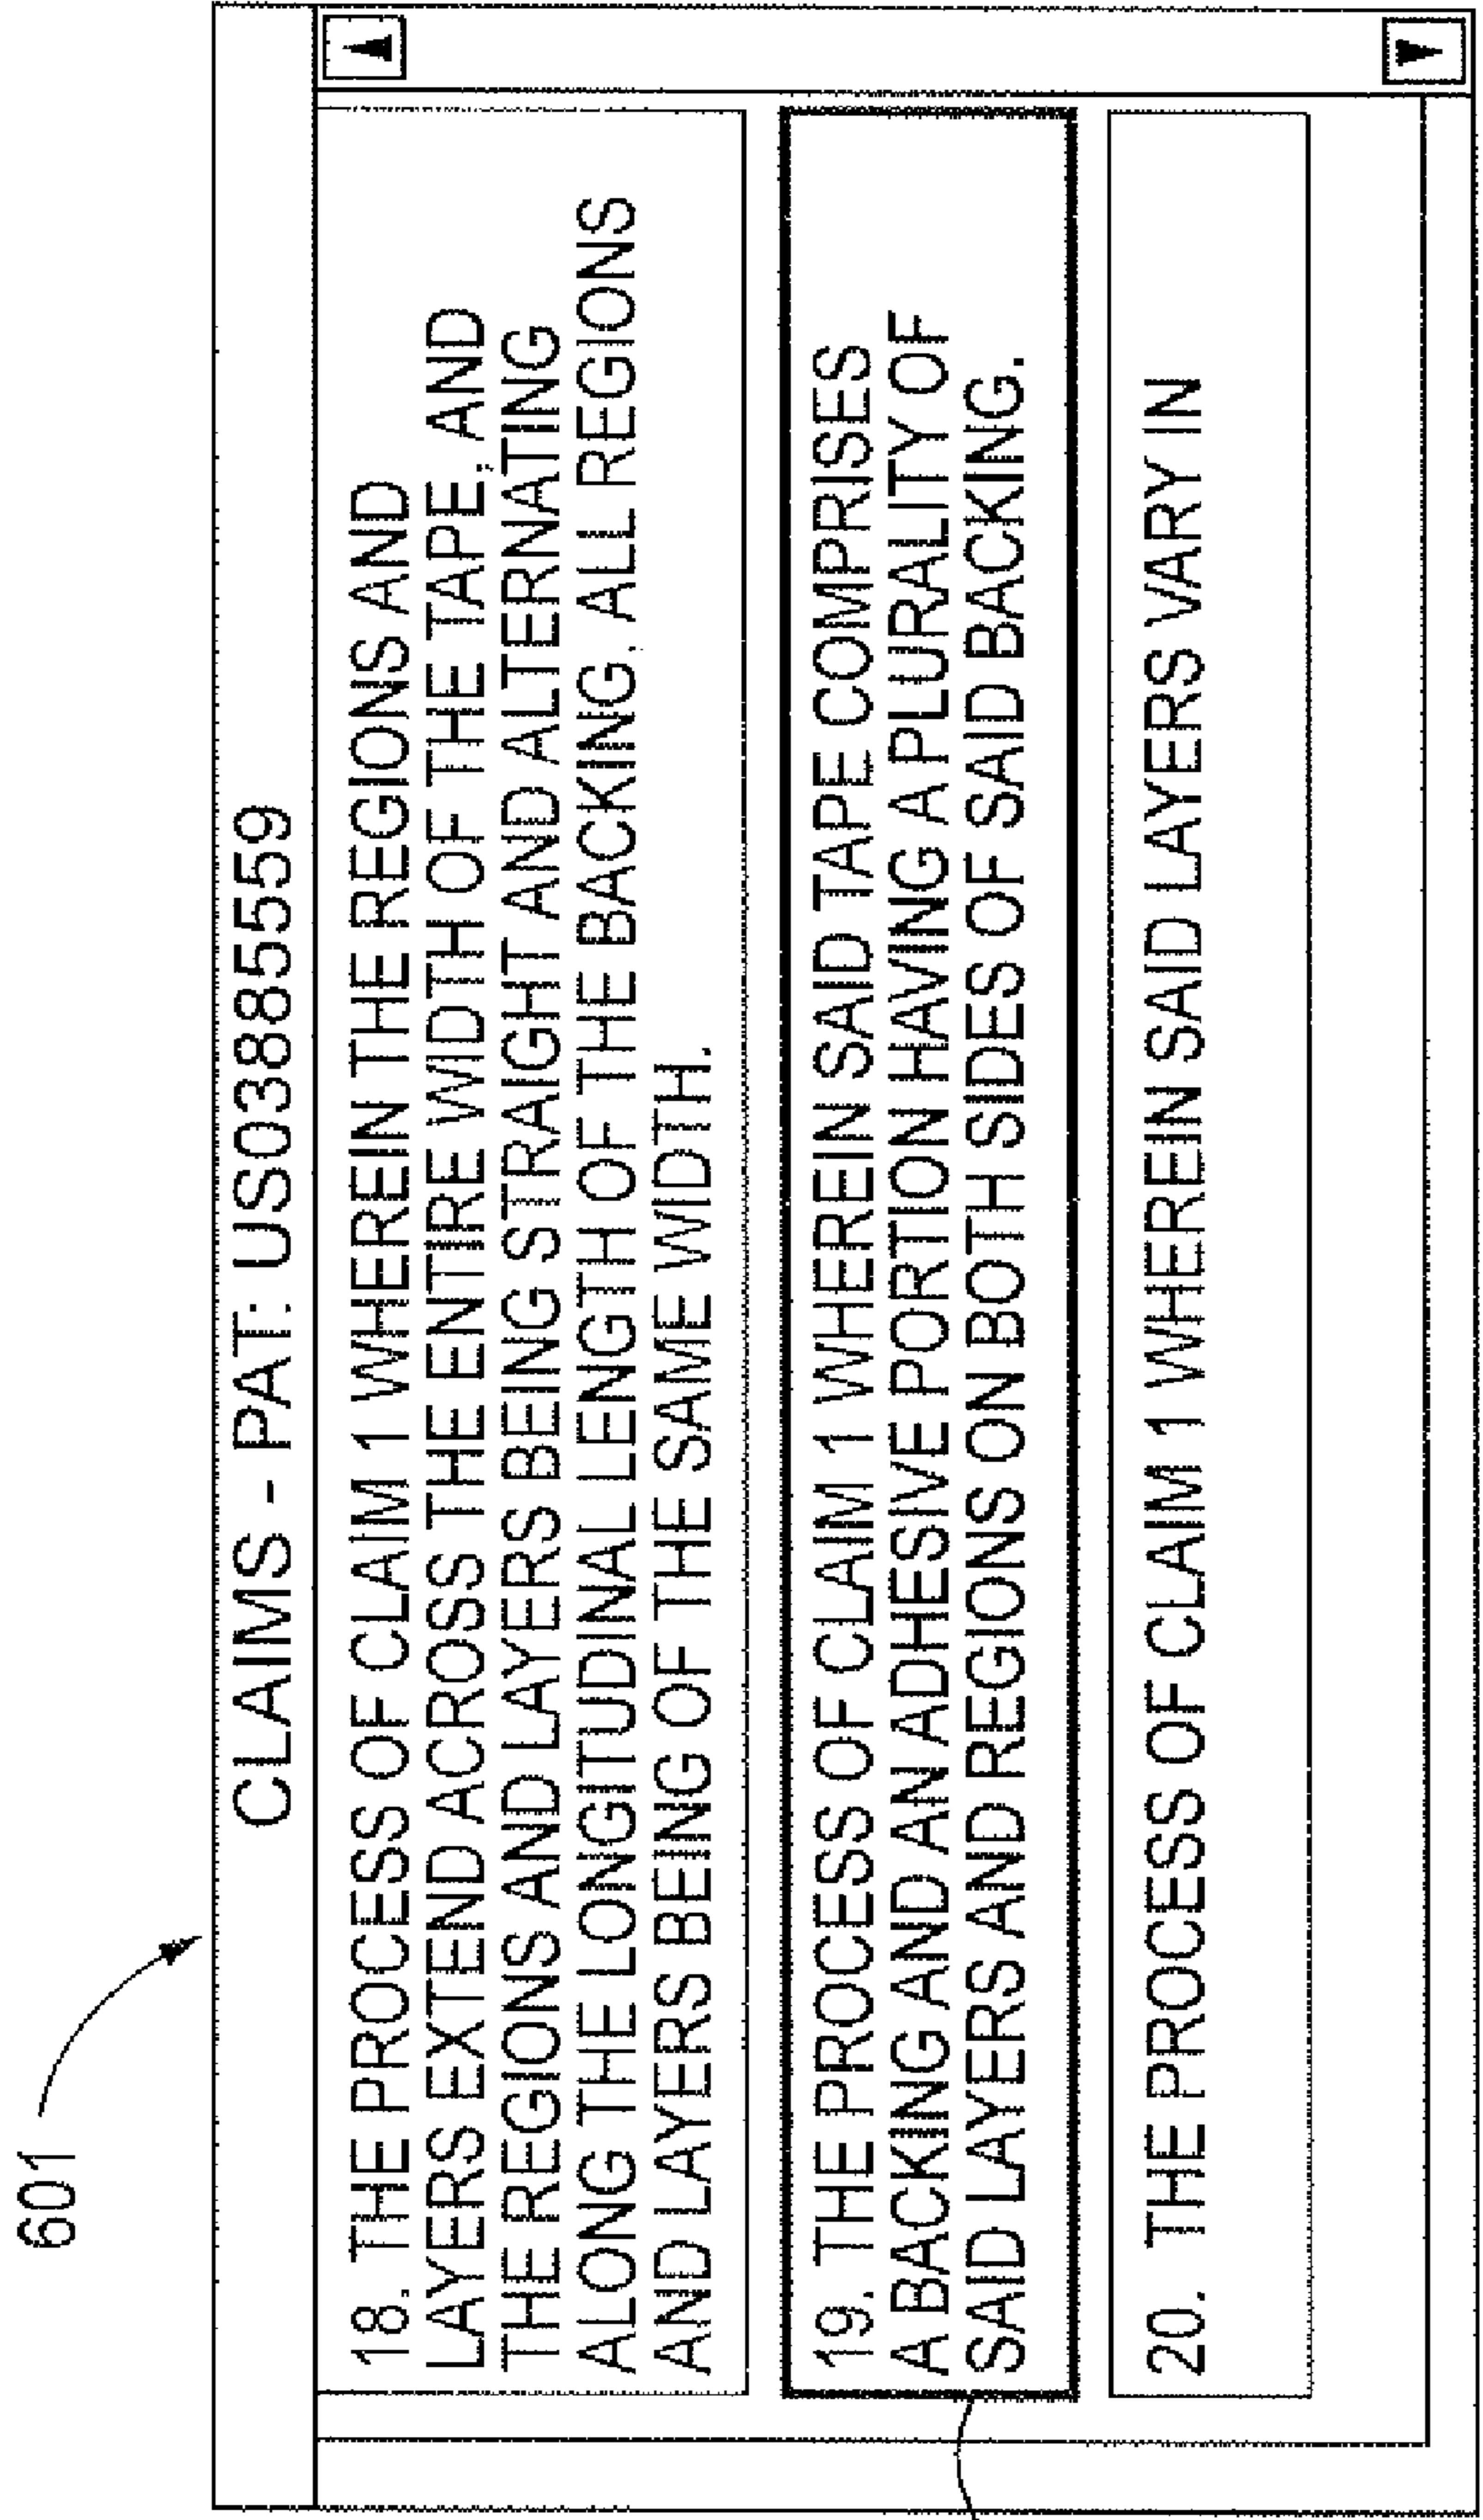 601
CLAIMS - PAT: US03885559
18. THE PROCESS OF CLAIM 1 WHEREIN THE REGIONS AND
LAYERS EXTEND ACROSS THE ENTIRE WIDTH OF THE TAPE, AND
THE REGIONS AND LAYERS BEING STRAIGHT AND ALTERNATING
ALONG THE LONGITUDINAL LENGTH OF THE BACKING, ALL REGIONS
AND LAYERS BEING OF THE SAME WIDTH.
19. THE PROCESS OF CLAIM 1 WHEREIN SAID TAPE COMPRISES
A BACKING AND AN ADHESIVE PORTION HAVING A PLURALITY OF
SAID LAYERS AND REGIONS ON BOTH SIDES OF SAID BACKING.
20. THE PROCESS OF CLAIM 1 WHEREIN SAID LAYERS VARY IN